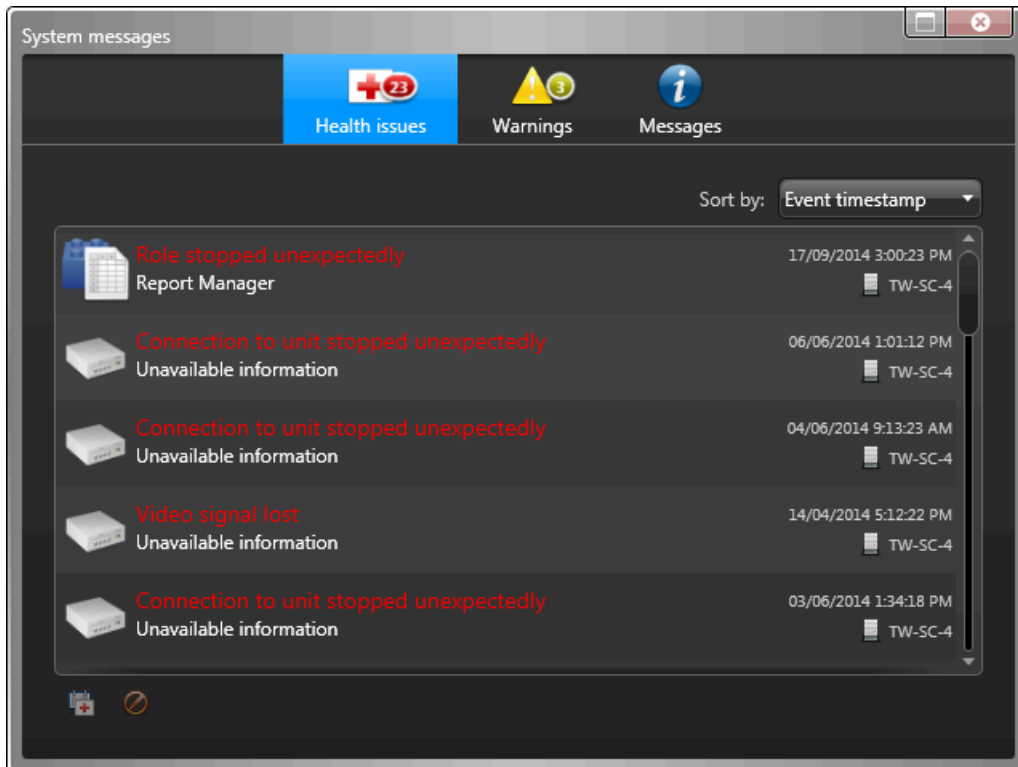 System messages
23
3
Health issues
Warnings
Messages
Sort by: Event timestamp
Role stopped unexpectedly
17/09/2014 3:00:23 PM
Report Manager
TW-SC-4
Connection to unit stopped unexpectedly
06/06/2014 1:01:12 PM
Unavailable information
TW-SC-4
Connection to unit stopped unexpectedly
04/06/2014 9:13:23 AM
Unavailable information
TW-SC-4
Video signal lost
14/04/2014 5:12:22 PM
Unavailable information
TW-SC-4
Connection to unit stopped unexpectedly
03/06/2014 1:34:18 PM
Unavailable information
TW-SC-4